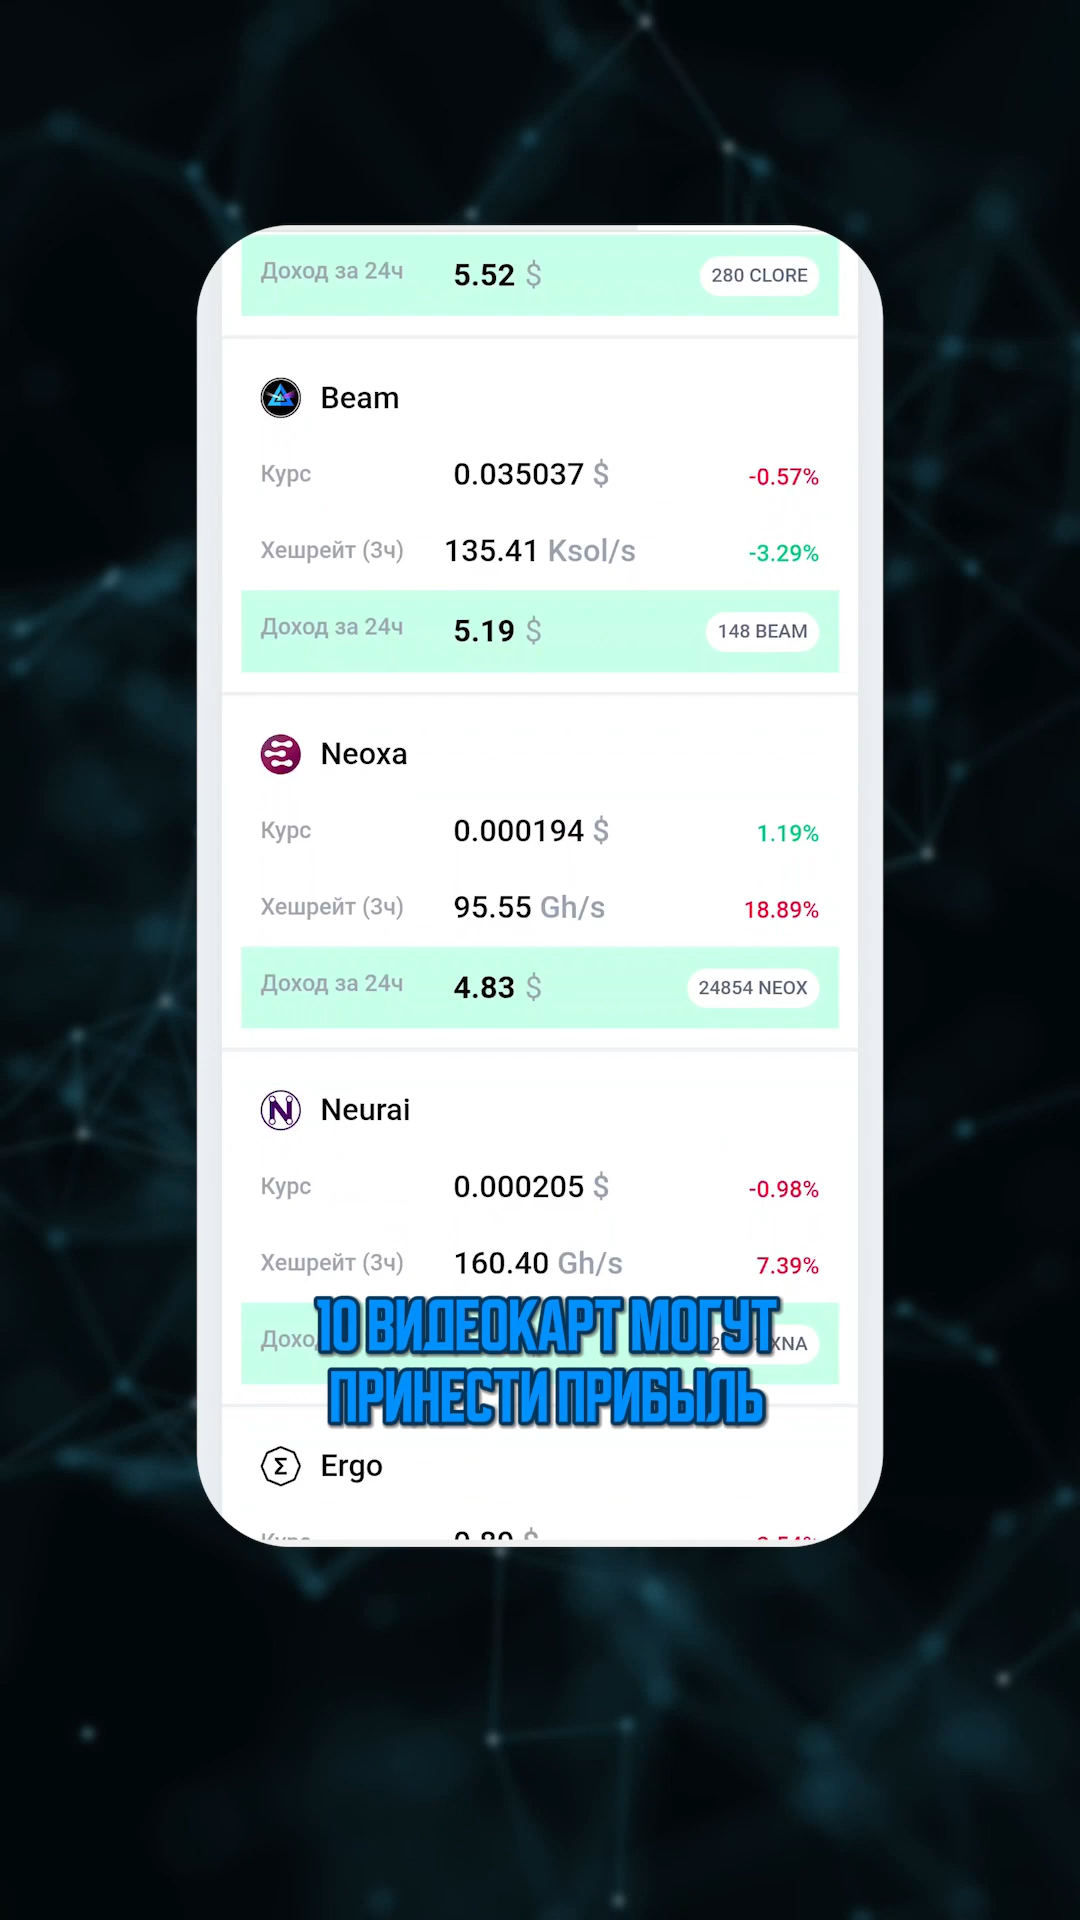 Доход за 24ч 5.52 $ 280 CLORE
Beam
Курс 0.035037 $ -0.57%
Хешрейт (3ч) 135.41 Ksol/s -3.29%
Доход за 24ч 5.19 $ 148 BEAM
Neoxa
Курс 0.000194 $ 1.19%
Хешрейт (3ч) 95.55 Gh/s 18.89%
Доход за 24ч 4.83 $ 24854 NEOX
Neurai
Курс 0.000205 $ -0.98%
Хешрейт (3ч) 160.40 Gh/s 7.39%
10 ВИДЕОКАРТ МОГУТ
ПРИНЕСТИ ПРИБЫЛЬ
Ergo
Курс